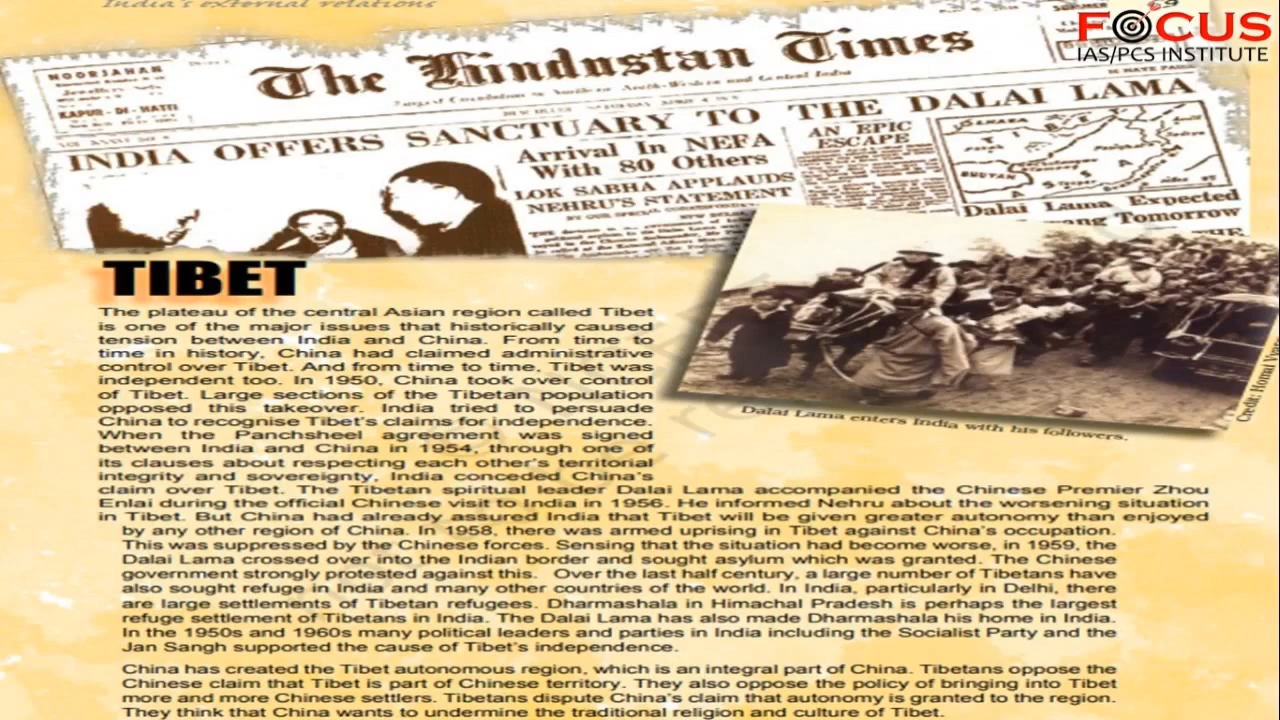 India's external relations
FOCUS
IAS/PCS INSTITUTE
NOORJAHAN
KAPUR-DI-HATTI
The Hindustan Times
INDIA OFFERS SANCTUARY TO THE DALAI LAMA
Arrival In NEFA
With 80 Others
LOK SABHA APPLAUDS
NEHRU'S STATEMENT
AN EPIC
ESCAPE
Dalai Lama Expected
Tomorrow
TIBET
The plateau of the central Asian region called Tibet
is one of the major issues that historically caused
tension between India and China. From time to
time in history, China had claimed administrative
control over Tibet. And from time to time, Tibet was
independent too. In 1950, China took over control
of Tibet. Large sections of the Tibetan population
opposed this takeover. India tried to persuade
China to recognise Tibet's claims for independence.
When the Panchsheel agreement was signed
between India and China in 1954, through one of
its clauses about respecting each other's territorial
integrity and sovereignty, India conceded China's
claim over Tibet. The Tibetan spiritual leader Dalai Lama accompanied the Chinese Premier Zhou
Enlai during the official Chinese visit to India in 1956. He informed Nehru about the worsening situation
in Tibet. But China had already assured India that Tibet will be given greater autonomy than enjoyed
by any other region of China. In 1958, there was armed uprising in Tibet against China's occupation.
This was suppressed by the Chinese forces. Sensing that the situation had become worse, in 1959, the
Dalai Lama crossed over into the Indian border and sought asylum which was granted. The Chinese
government strongly protested against this. Over the last half century, a large number of Tibetans have
also sought refuge in India and many other countries of the world. In India, particularly in Delhi, there
are large settlements of Tibetan refugees. Dharmashala in Himachal Pradesh is perhaps the largest
refuge settlement of Tibetans in India. The Dalai Lama has also made Dharmashala his home in India.
In the 1950s and 1960s many political leaders and parties in India including the Socialist Party and the
Jan Sangh supported the cause of Tibet's independence.
China has created the Tibet autonomous region, which is an integral part of China. Tibetans oppose the
Chinese claim that Tibet is part of Chinese territory. They also oppose the policy of bringing into Tibet
more and more Chinese settlers. Tibetans dispute China's claim that autonomy is granted to the region.
They think that China wants to undermine the traditional religion and culture of Tibet.
Dalai Lama enters India with his followers.
Credit: Homai